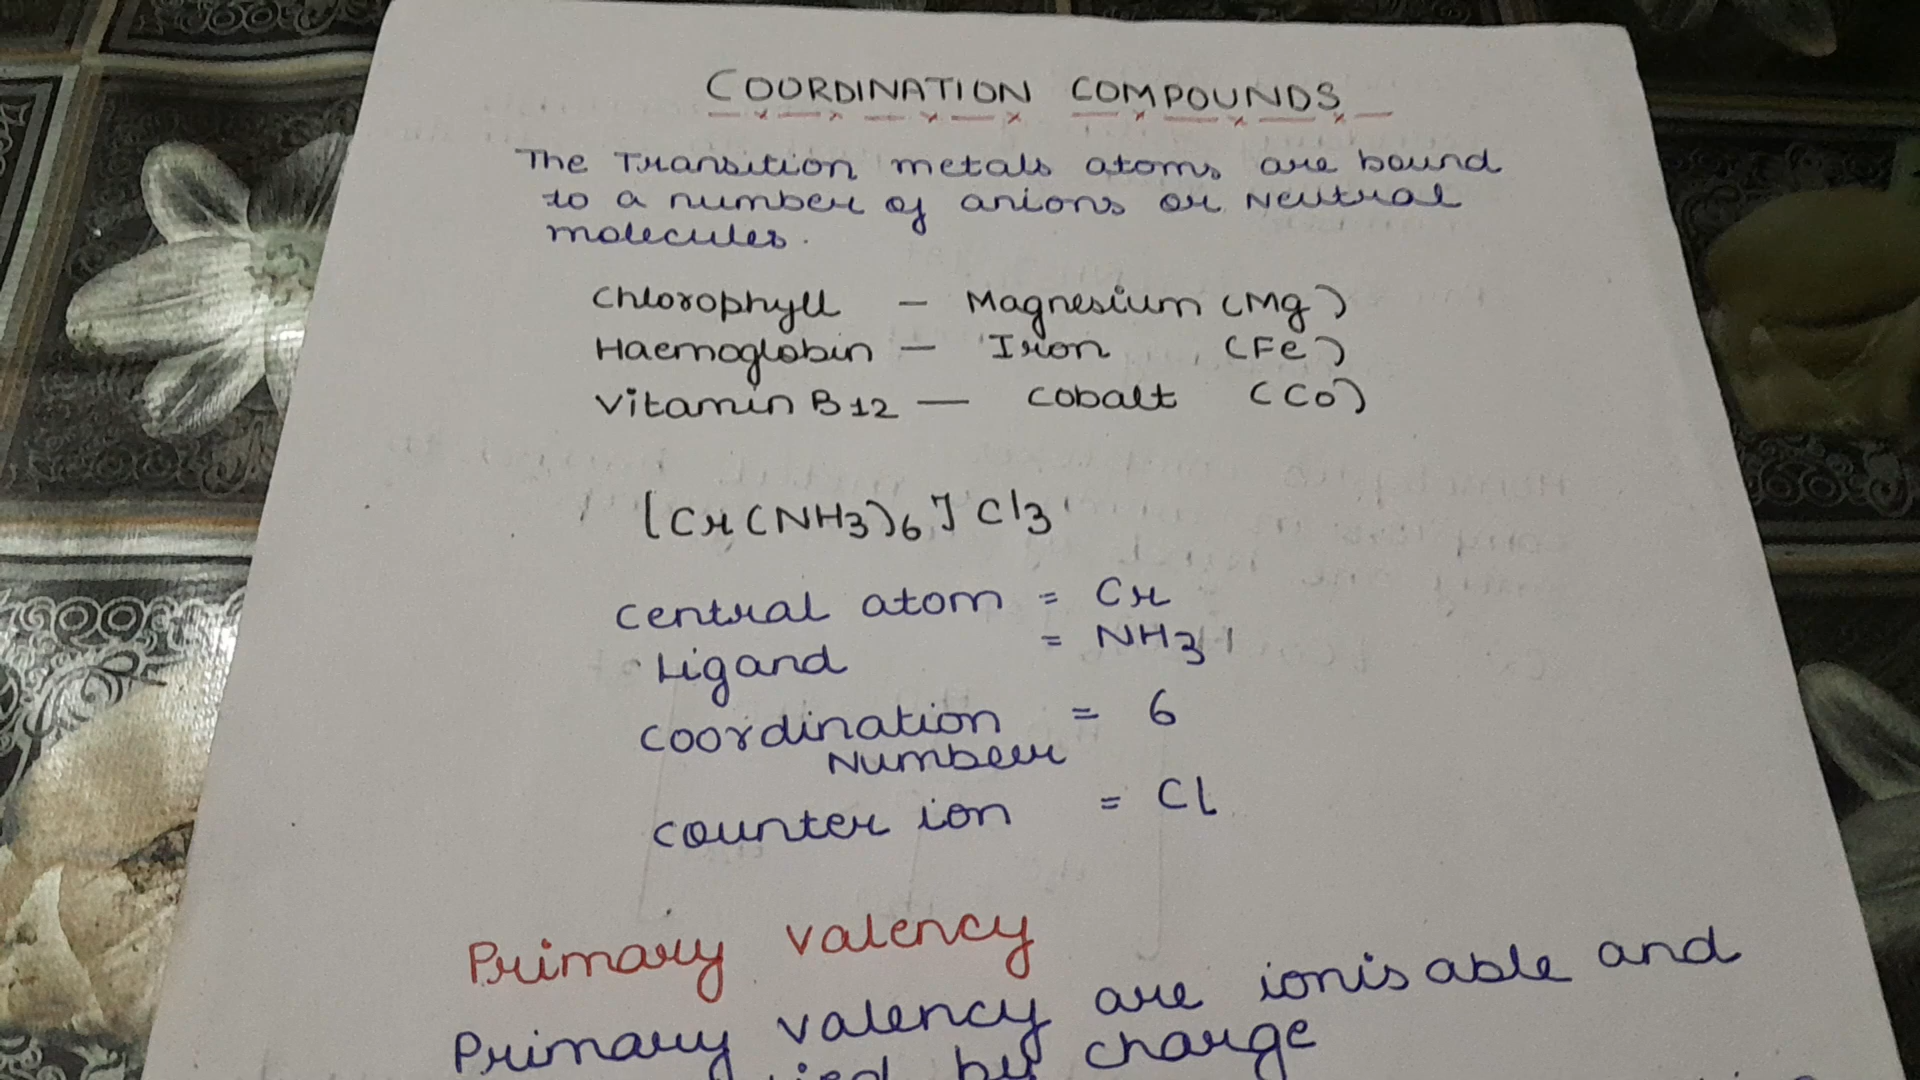 COORDINATION COMPOUNDS
The Transition metals atoms are bound
to a number of anions or Neutral
molecules.
Chlorophyll - Magnesium (Mg)
Haemoglobin - Iron (Fe)
Vitamin B12 - Cobalt (Co)
[Cr(NH3)6]Cl3
central atom = Cr
Ligand = NH3
coordination = 6
Number
counter ion = Cl
Primary valency
Primary valency are ionisable and
by charge